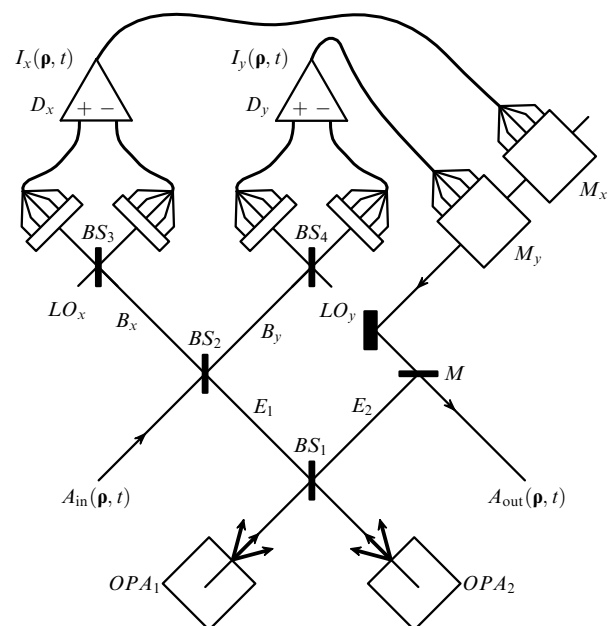 I_x(ρ, t)
I_y(ρ, t)
D_x
+ −
D_y
+ −
M_x
BS_3
BS_4
M_y
LO_x
LO_y
B_x
B_y
BS_2
M
E_1
E_2
BS_1
A_in(ρ, t)
A_out(ρ, t)
OPA_1
OPA_2